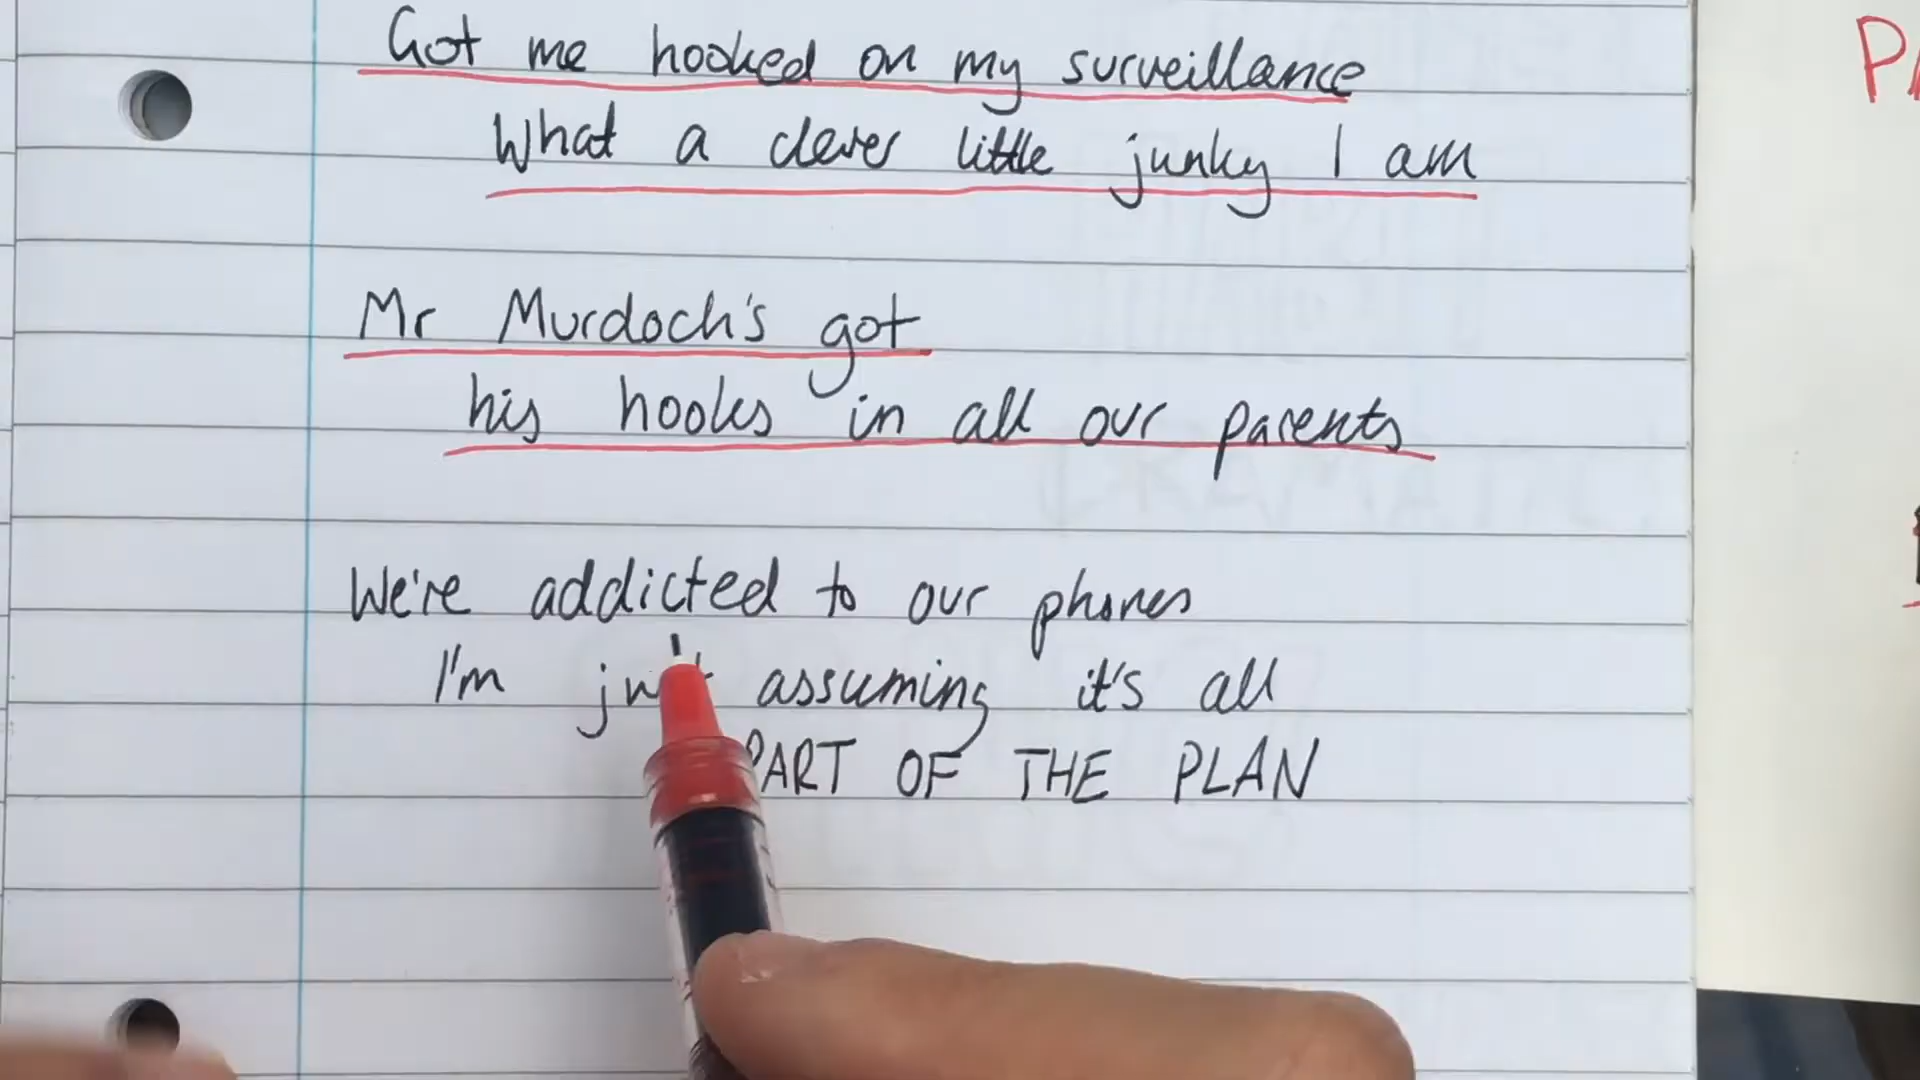 Got me hooked on my surveillance
What a clever little junky I am
Mr Murdoch's got
his hooks in all our parents
We're addicted to our phones
I'm just assuming it's all
PART OF THE PLAN